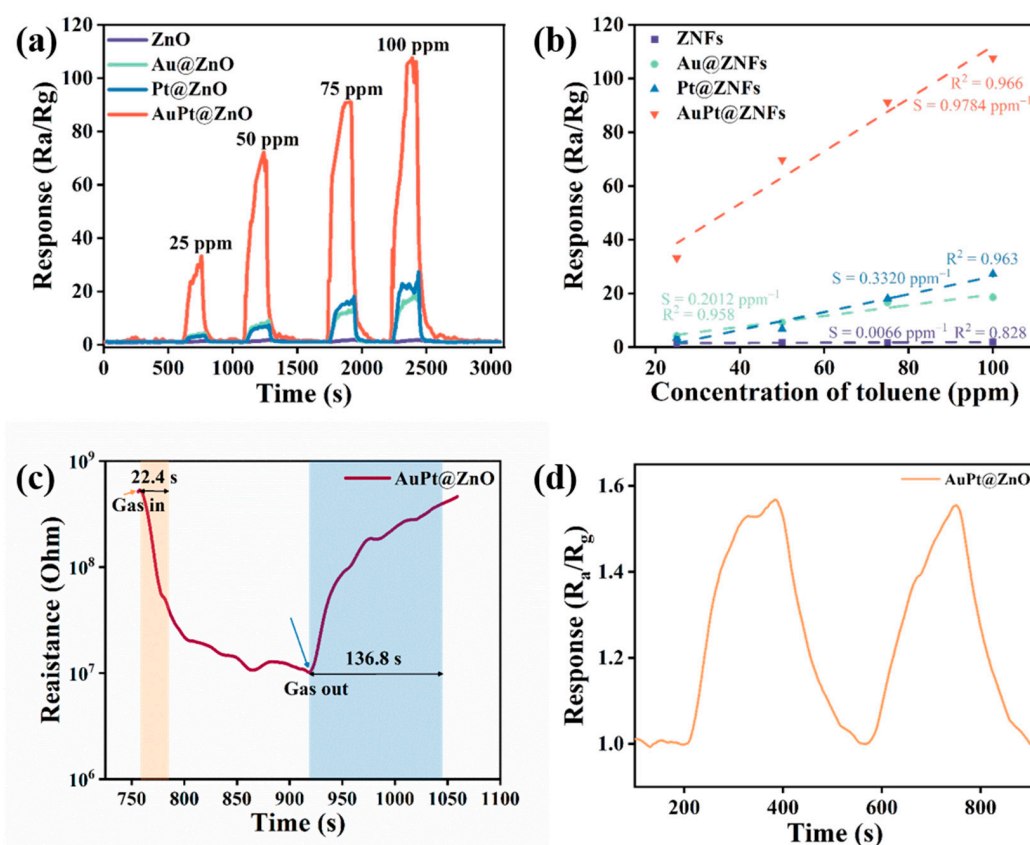 (a)
ZnO
Au@ZnO
Pt@ZnO
AuPt@ZnO
25 ppm
50 ppm
75 ppm
100 ppm
120
100
80
60
40
20
0
Response (Ra/Rg)
0 500 1000 1500 2000 2500 3000
Time (s)
(b)
ZNFs
Au@ZNFs
Pt@ZNFs
AuPt@ZNFs
R² = 0.966
S = 0.9784 ppm⁻¹
R² = 0.963
S = 0.3320 ppm⁻¹
S = 0.2012 ppm⁻¹
R² = 0.958
S = 0.0066 ppm⁻¹ R² = 0.828
120
100
80
60
40
20
0
Response (Ra/Rg)
20 40 60 80 100
Concentration of toluene (ppm)
(c)
22.4 s
Gas in
AuPt@ZnO
136.8 s
Gas out
10⁹
10⁸
10⁷
10⁶
Reaistance (Ohm)
750 800 850 900 950 1000 1050 1100
Time (s)
(d)
AuPt@ZnO
1.6
1.4
1.2
1.0
Response (Rₐ/R_g)
200 400 600 800
Time (s)